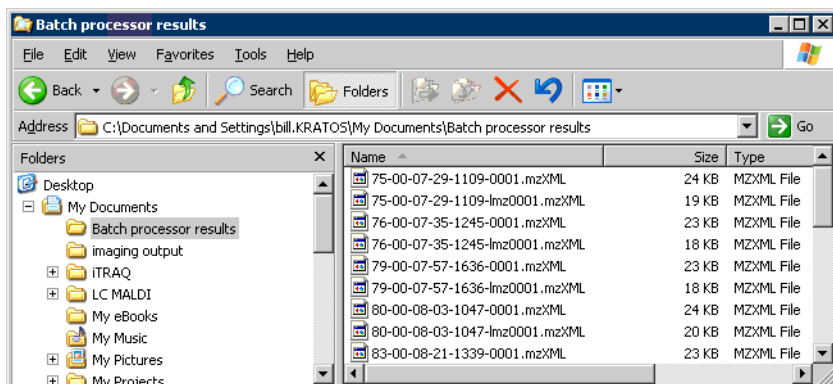 Batch processor results
File Edit View Favorites Tools Help
Back Search Folders
Address C:\Documents and Settings\bill.KRATOS\My Documents\Batch processor results Go
Folders
Desktop
My Documents
Batch processor results
imaging output
iTRAQ
LC MALDI
My eBooks
My Music
My Pictures
My Projects
Name Size Type
75-00-07-29-1109-0001.mzXML 24 KB MZXML File
75-00-07-29-1109-lmz0001.mzXML 19 KB MZXML File
76-00-07-35-1245-0001.mzXML 23 KB MZXML File
76-00-07-35-1245-lmz0001.mzXML 18 KB MZXML File
79-00-07-57-1636-0001.mzXML 23 KB MZXML File
79-00-07-57-1636-lmz0001.mzXML 18 KB MZXML File
80-00-08-03-1047-0001.mzXML 24 KB MZXML File
80-00-08-03-1047-lmz0001.mzXML 20 KB MZXML File
83-00-08-21-1339-0001.mzXML 23 KB MZXML File